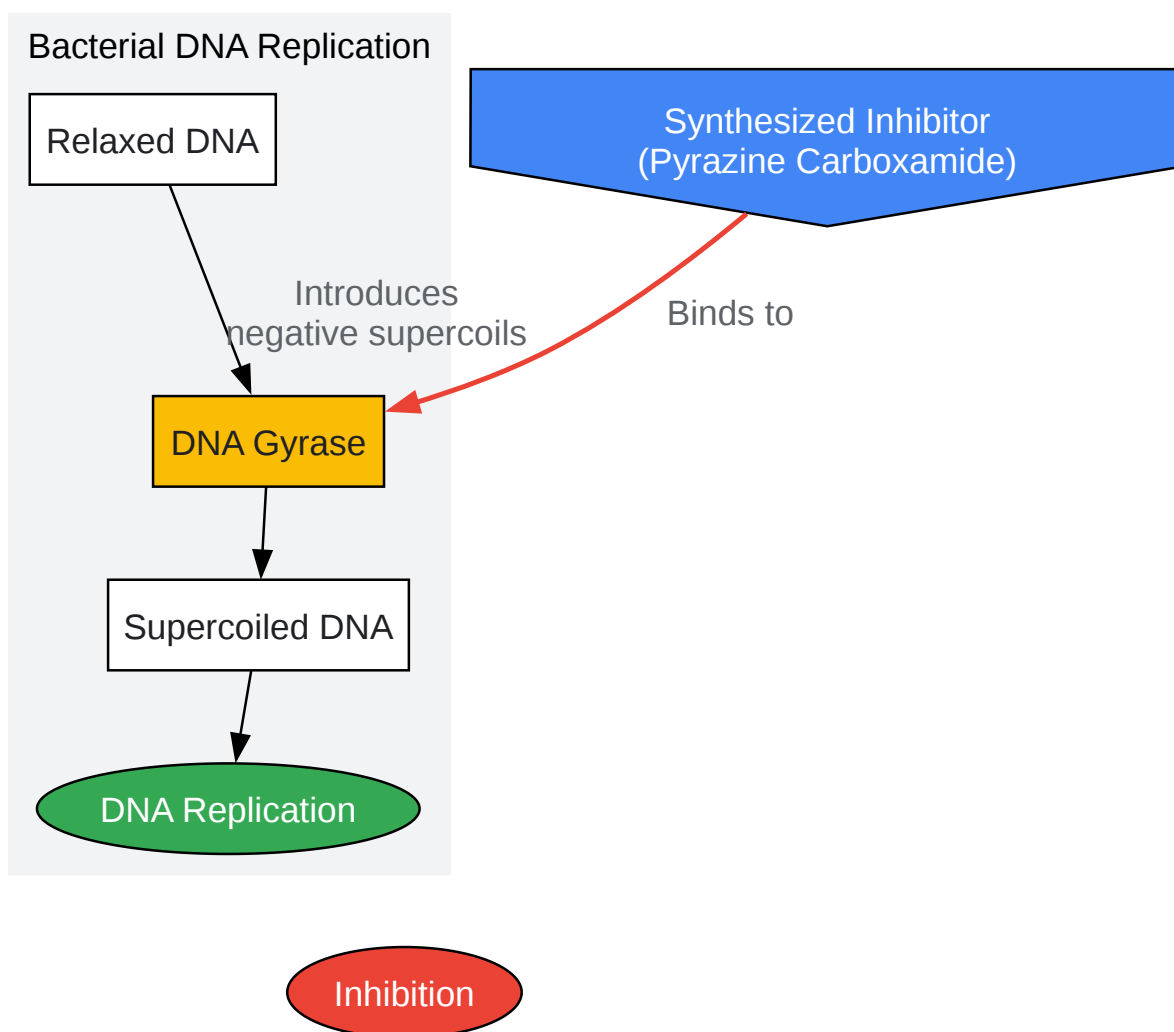 Bacterial DNA Replication
Relaxed DNA
Synthesized Inhibitor
(Pyrazine Carboxamide)
Introduces
negative supercoils
Binds to
DNA Gyrase
Supercoiled DNA
DNA Replication
Inhibition